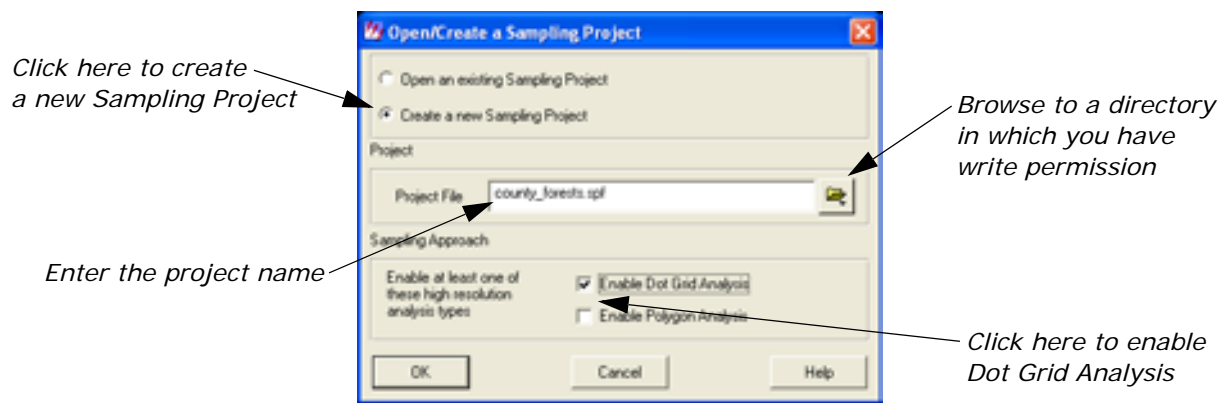 Open/Create a Sampling Project
Click here to create
a new Sampling Project
Open an existing Sampling Project
Create a new Sampling Project
Browse to a directory
in which you have
write permission
Project
Project File
county_forests.spf
Enter the project name
Sampling Approach
Enable at least one of
these high resolution
analysis types
Enable Dot Grid Analysis
Enable Polygon Analysis
Click here to enable
Dot Grid Analysis
OK
Cancel
Help